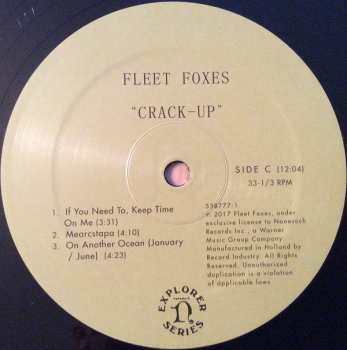 FLEET FOXES
"CRACK-UP"
SIDE C (12:04)
33-1/3 RPM
1. If You Need To, Keep Time
On Me (3:31)
2. Mearcstapa (4:10)
3. On Another Ocean (January
/ June) (4:23)
558777-1
℗ 2017 Fleet Foxes, under
exclusive license to Nonesuch
Records Inc., a Warner
Music Group Company
Manufactured in Holland by
Record Industry. All Rights
Reserved. Unauthorized
duplication is a violation
of applicable laws
EXPLORER
nonesuch
n
SERIES